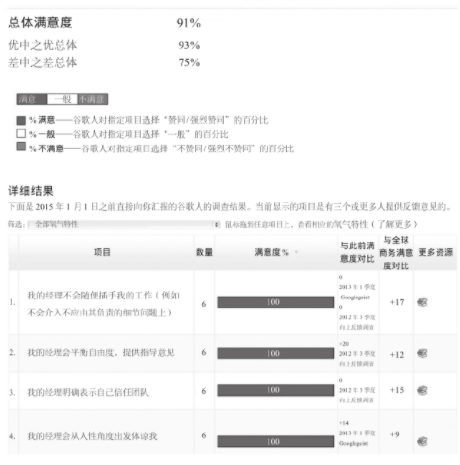 总体满意度 91%
优中之优总体 93%
差中之差总体 75%
满意 一般 不满意
% 满意——谷歌人对指定项目选择“赞同/强烈赞同”的百分比
% 一般——谷歌人对指定项目选择“一般”的百分比
% 不满意——谷歌人对指定项目选择“不赞同/强烈不赞同”的百分比
详细结果
下面是 2015 年 1 月 1 日之前直接向你汇报的谷歌人的调查结果。当前显示的项目是有三个或更多人提供反馈意见的。
筛选: 全部氧气特性 鼠标拖到任意项目上,查看相应的氧气特性(了解更多)
项目 数量 满意度 % 与此前满意度对比 与全球商务满意度对比 更多资源
1. 我的经理不会随便插手我的工作(例如
不会介入不应由其负责的细节问题上)
6 100
0
2013 年 1 季度
Googlegeist
0
2012 年 3 季度
向上反馈调查
+17
2. 我的经理会平衡自由度,提供指导意见 6 100
+20
2012 年 3 季度
向上反馈调查
+12
3. 我的经理明确表示自己信任团队 6 100
0
2012 年 3 季度
向上反馈调查
+15
4. 我的经理会从人性角度出发体谅我 6 100
+14
2013 年 1 季度
Googlegeist
+9